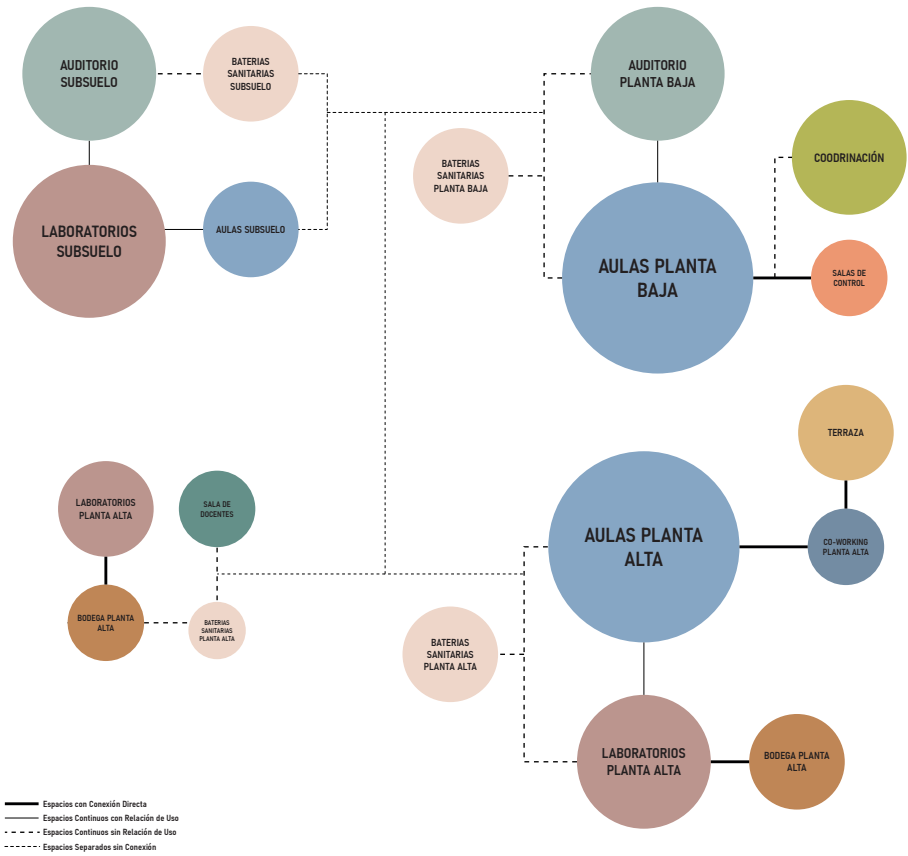 AUDITORIO
SUBSUELO
BATERIAS
SANITARIAS
SUBSUELO
AUDITORIO
PLANTA BAJA
COODRINACIÓN
BATERIAS
SANITARIAS
PLANTA BAJA
LABORATORIOS
SUBSUELO
AULAS SUBSUELO
AULAS PLANTA
BAJA
SALAS DE
CONTROL
TERRAZA
LABORATORIOS
PLANTA ALTA
SALA DE
DOCENTES
AULAS PLANTA
ALTA
CO-WORKING
PLANTA ALTA
BODEGA PLANTA
ALTA
BATERIAS
SANITARIAS
PLANTA ALTA
BATERIAS
SANITARIAS
PLANTA ALTA
LABORATORIOS
PLANTA ALTA
BODEGA PLANTA
ALTA
Espacios con Conexión Directa
Espacios Continuos con Relación de Uso
Espacios Continuos sin Relación de Uso
Espacios Separados sin Conexión